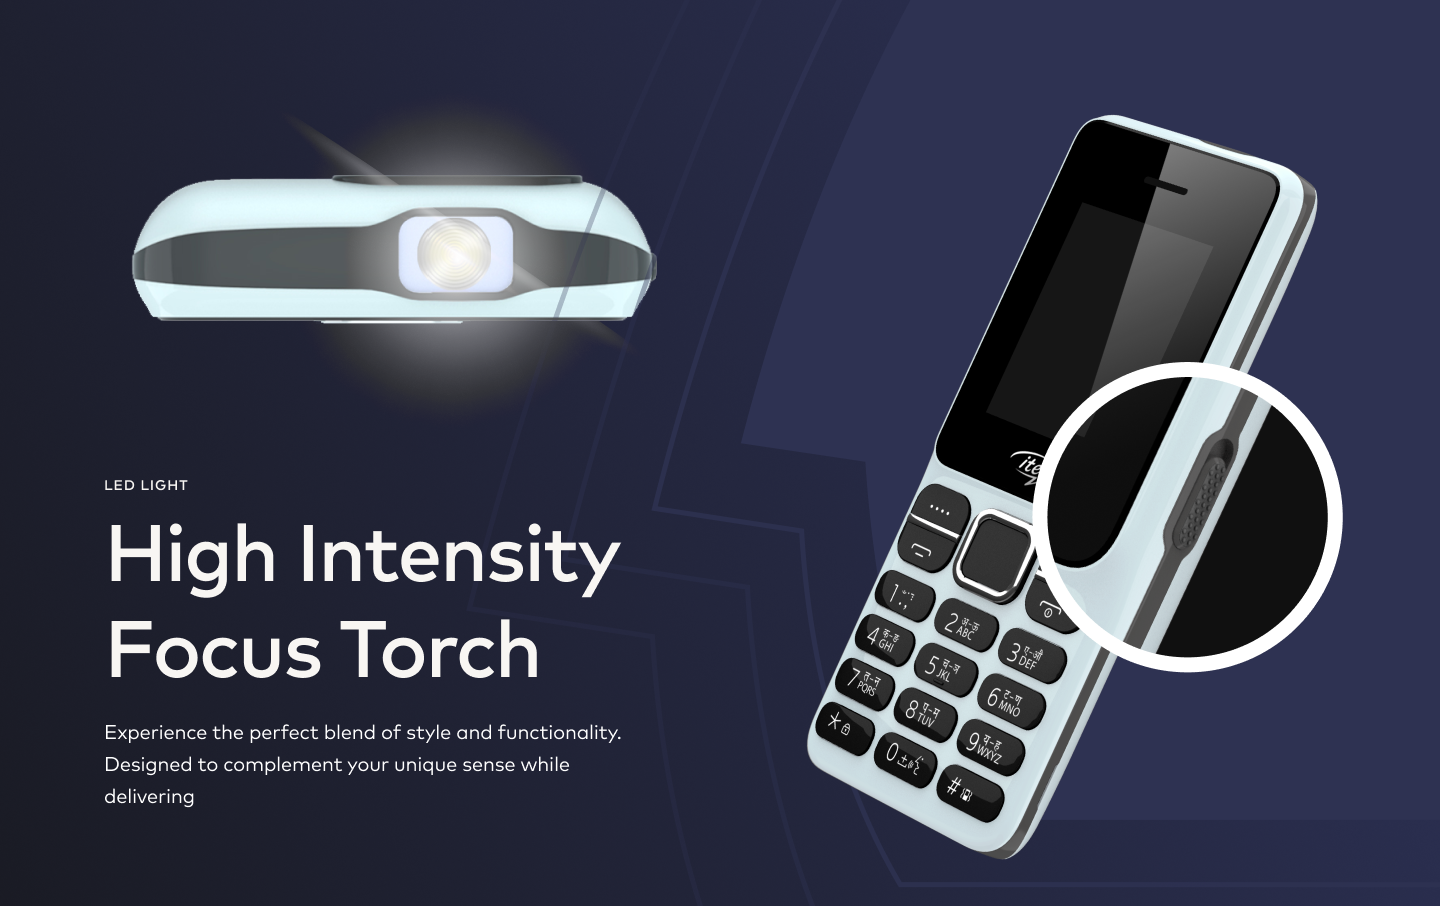 LED LIGHT
High Intensity
Focus Torch
Experience the perfect blend of style and functionality.
Designed to complement your unique sense while
delivering
1.,
2 अ-ऊ ABC
3 ए-औ DEF
4 क-ङ GHI
5 च-ञ JKL
6 ट-ण MNO
7 त-न PQRS
8 प-म TUV
9 य-ह WXYZ
*
0
#